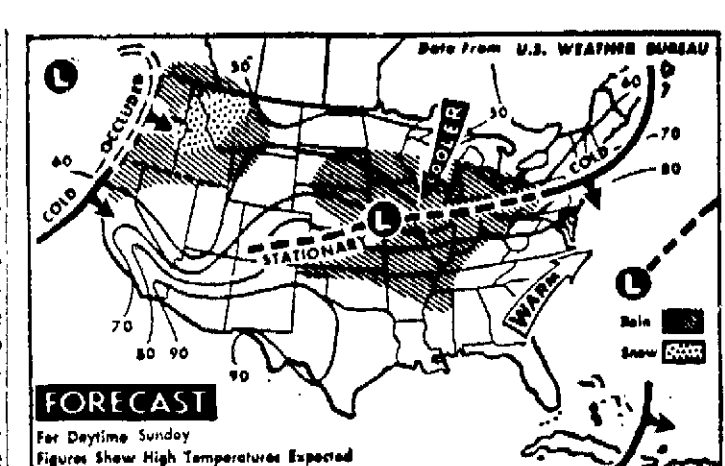 Data From U.S. WEATHER BUREAU
L
OCCLUDED
50
COOLER
50
60
70
80
60
COLD
COLD
L
STATIONARY
L
WARM
Rain
Snow
70
80 90
90
FORECAST
For Daytime Sunday
Figures Show High Temperatures Expected